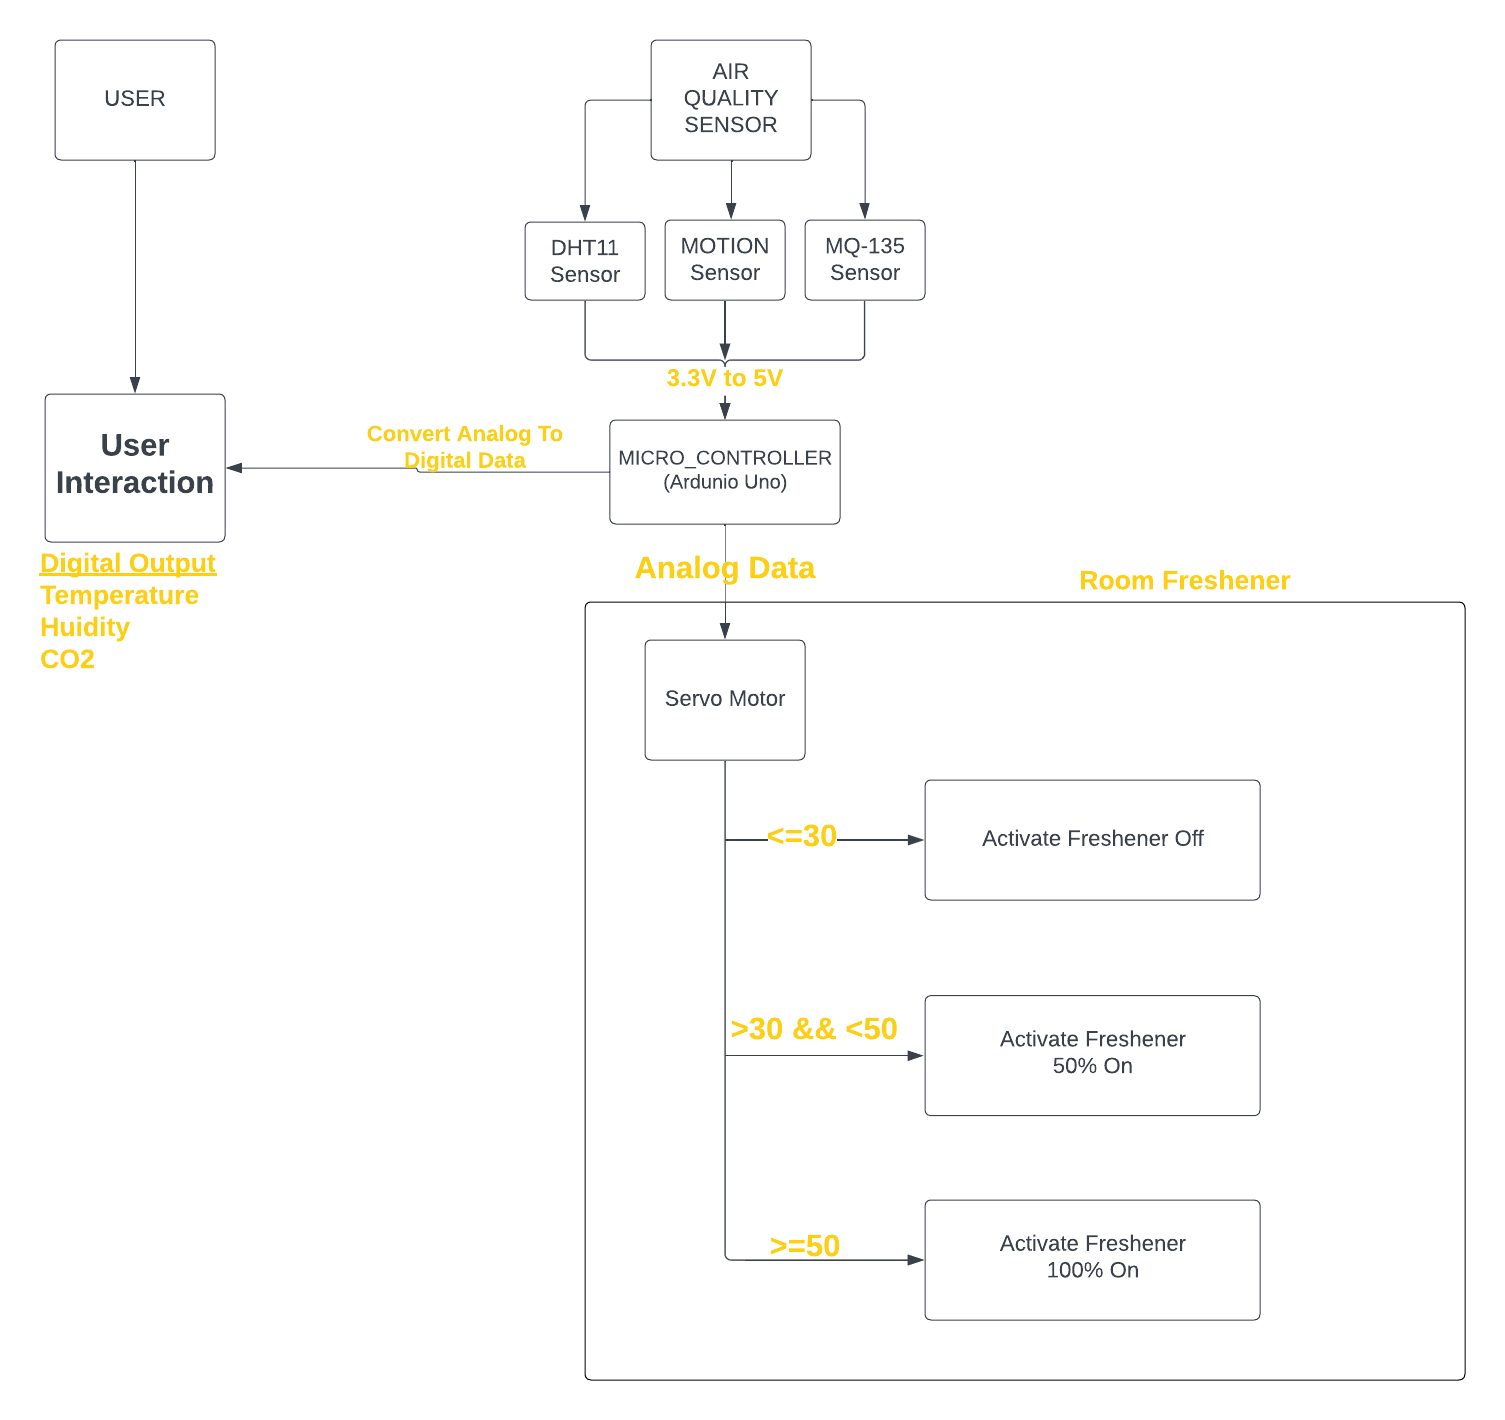 USER
AIR
QUALITY
SENSOR
DHT11
Sensor
MOTION
Sensor
MQ-135
Sensor
3.3V to 5V
Convert Analog To
Digital Data
MICRO_CONTROLLER
(Ardunio Uno)
User
Interaction
Digital Output
Temperature
Huidity
CO2
Analog Data
Room Freshener
Servo Motor
<=30
Activate Freshener Off
>30 && <50
Activate Freshener
50% On
>=50
Activate Freshener
100% On